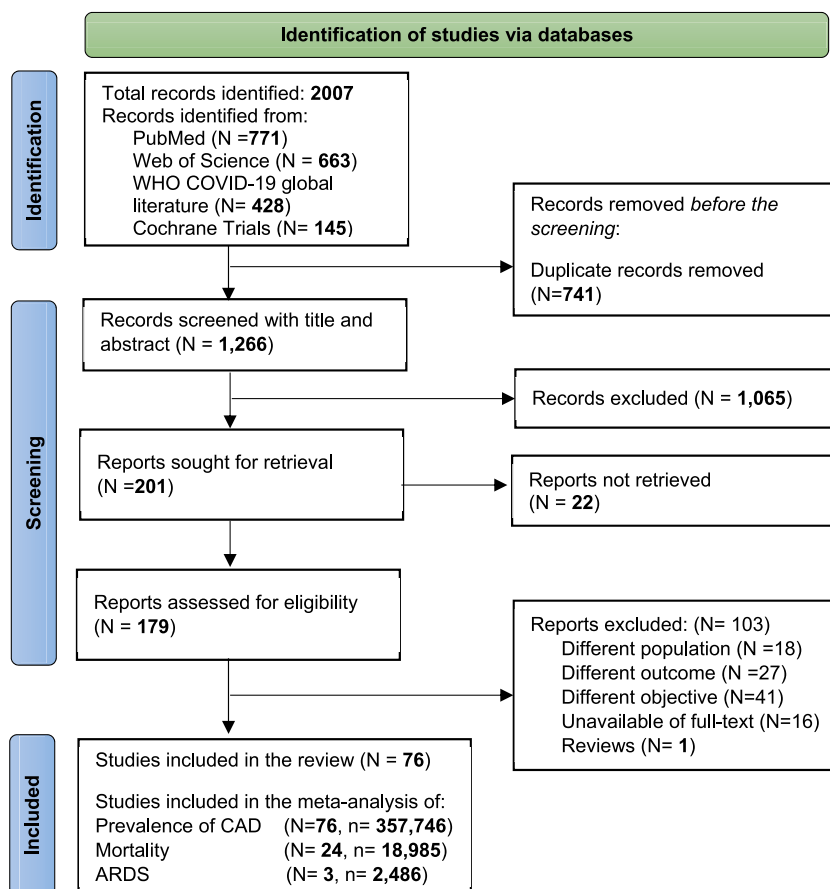 Identification of studies via databases
Identification
Total records identified: 2007
Records identified from:
PubMed (N =771)
Web of Science (N = 663)
WHO COVID-19 global
literature (N= 428)
Cochrane Trials (N= 145)
Records removed before the
screening:
Duplicate records removed
(N=741)
Screening
Records screened with title and
abstract (N = 1,266)
Records excluded (N = 1,065)
Reports sought for retrieval
(N =201)
Reports not retrieved
(N = 22)
Reports assessed for eligibility
(N = 179)
Reports excluded: (N= 103)
Different population (N =18)
Different outcome (N =27)
Different objective (N=41)
Unavailable of full-text (N=16)
Reviews (N= 1)
Included
Studies included in the review (N = 76)
Studies included in the meta-analysis of:
Prevalence of CAD (N=76, n= 357,746)
Mortality (N= 24, n= 18,985)
ARDS (N= 3, n= 2,486)